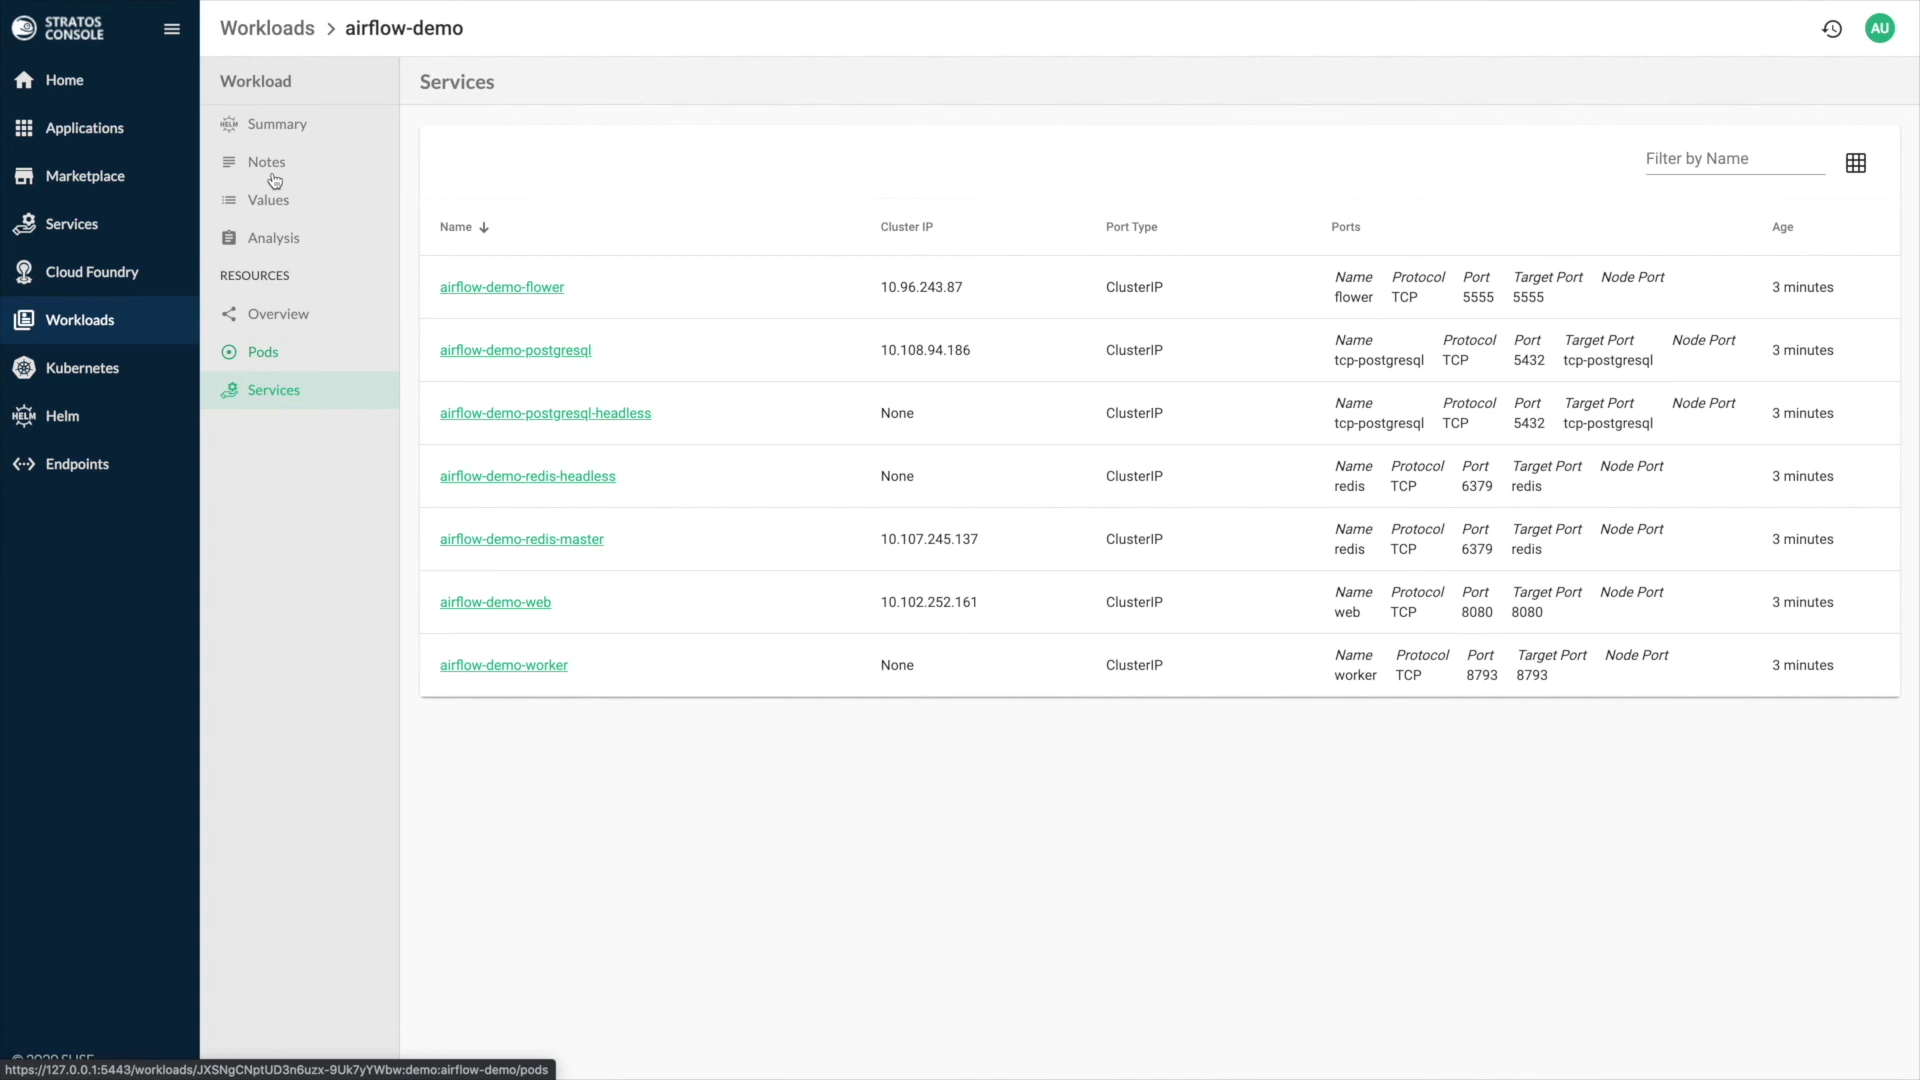 STRATOS
CONSOLE
Workloads > airflow-demo
AU
Home
Applications
Marketplace
Services
Cloud Foundry
Workloads
Kubernetes
HELM Helm
Endpoints
Workload
HELM Summary
Notes
Values
Analysis
RESOURCES
Overview
Pods
Services
Services
Filter by Name
Name Cluster IP Port Type Ports Age
Name Protocol Port Target Port Node Port
airflow-demo-flower 10.96.243.87 ClusterIP 3 minutes
flower TCP 5555 5555
Name Protocol Port Target Port Node Port
airflow-demo-postgresql 10.108.94.186 ClusterIP 3 minutes
tcp-postgresql TCP 5432 tcp-postgresql
Name Protocol Port Target Port Node Port
airflow-demo-postgresql-headless None ClusterIP 3 minutes
tcp-postgresql TCP 5432 tcp-postgresql
Name Protocol Port Target Port Node Port
airflow-demo-redis-headless None ClusterIP 3 minutes
redis TCP 6379 redis
Name Protocol Port Target Port Node Port
airflow-demo-redis-master 10.107.245.137 ClusterIP 3 minutes
redis TCP 6379 redis
Name Protocol Port Target Port Node Port
airflow-demo-web 10.102.252.161 ClusterIP 3 minutes
web TCP 8080 8080
Name Protocol Port Target Port Node Port
airflow-demo-worker None ClusterIP 3 minutes
worker TCP 8793 8793
© 2020 SUSE
https://127.0.0.1:5443/workloads/JXSNgCNptUD3n6uzx-9Uk7yYWbw:demo:airflow-demo/pods